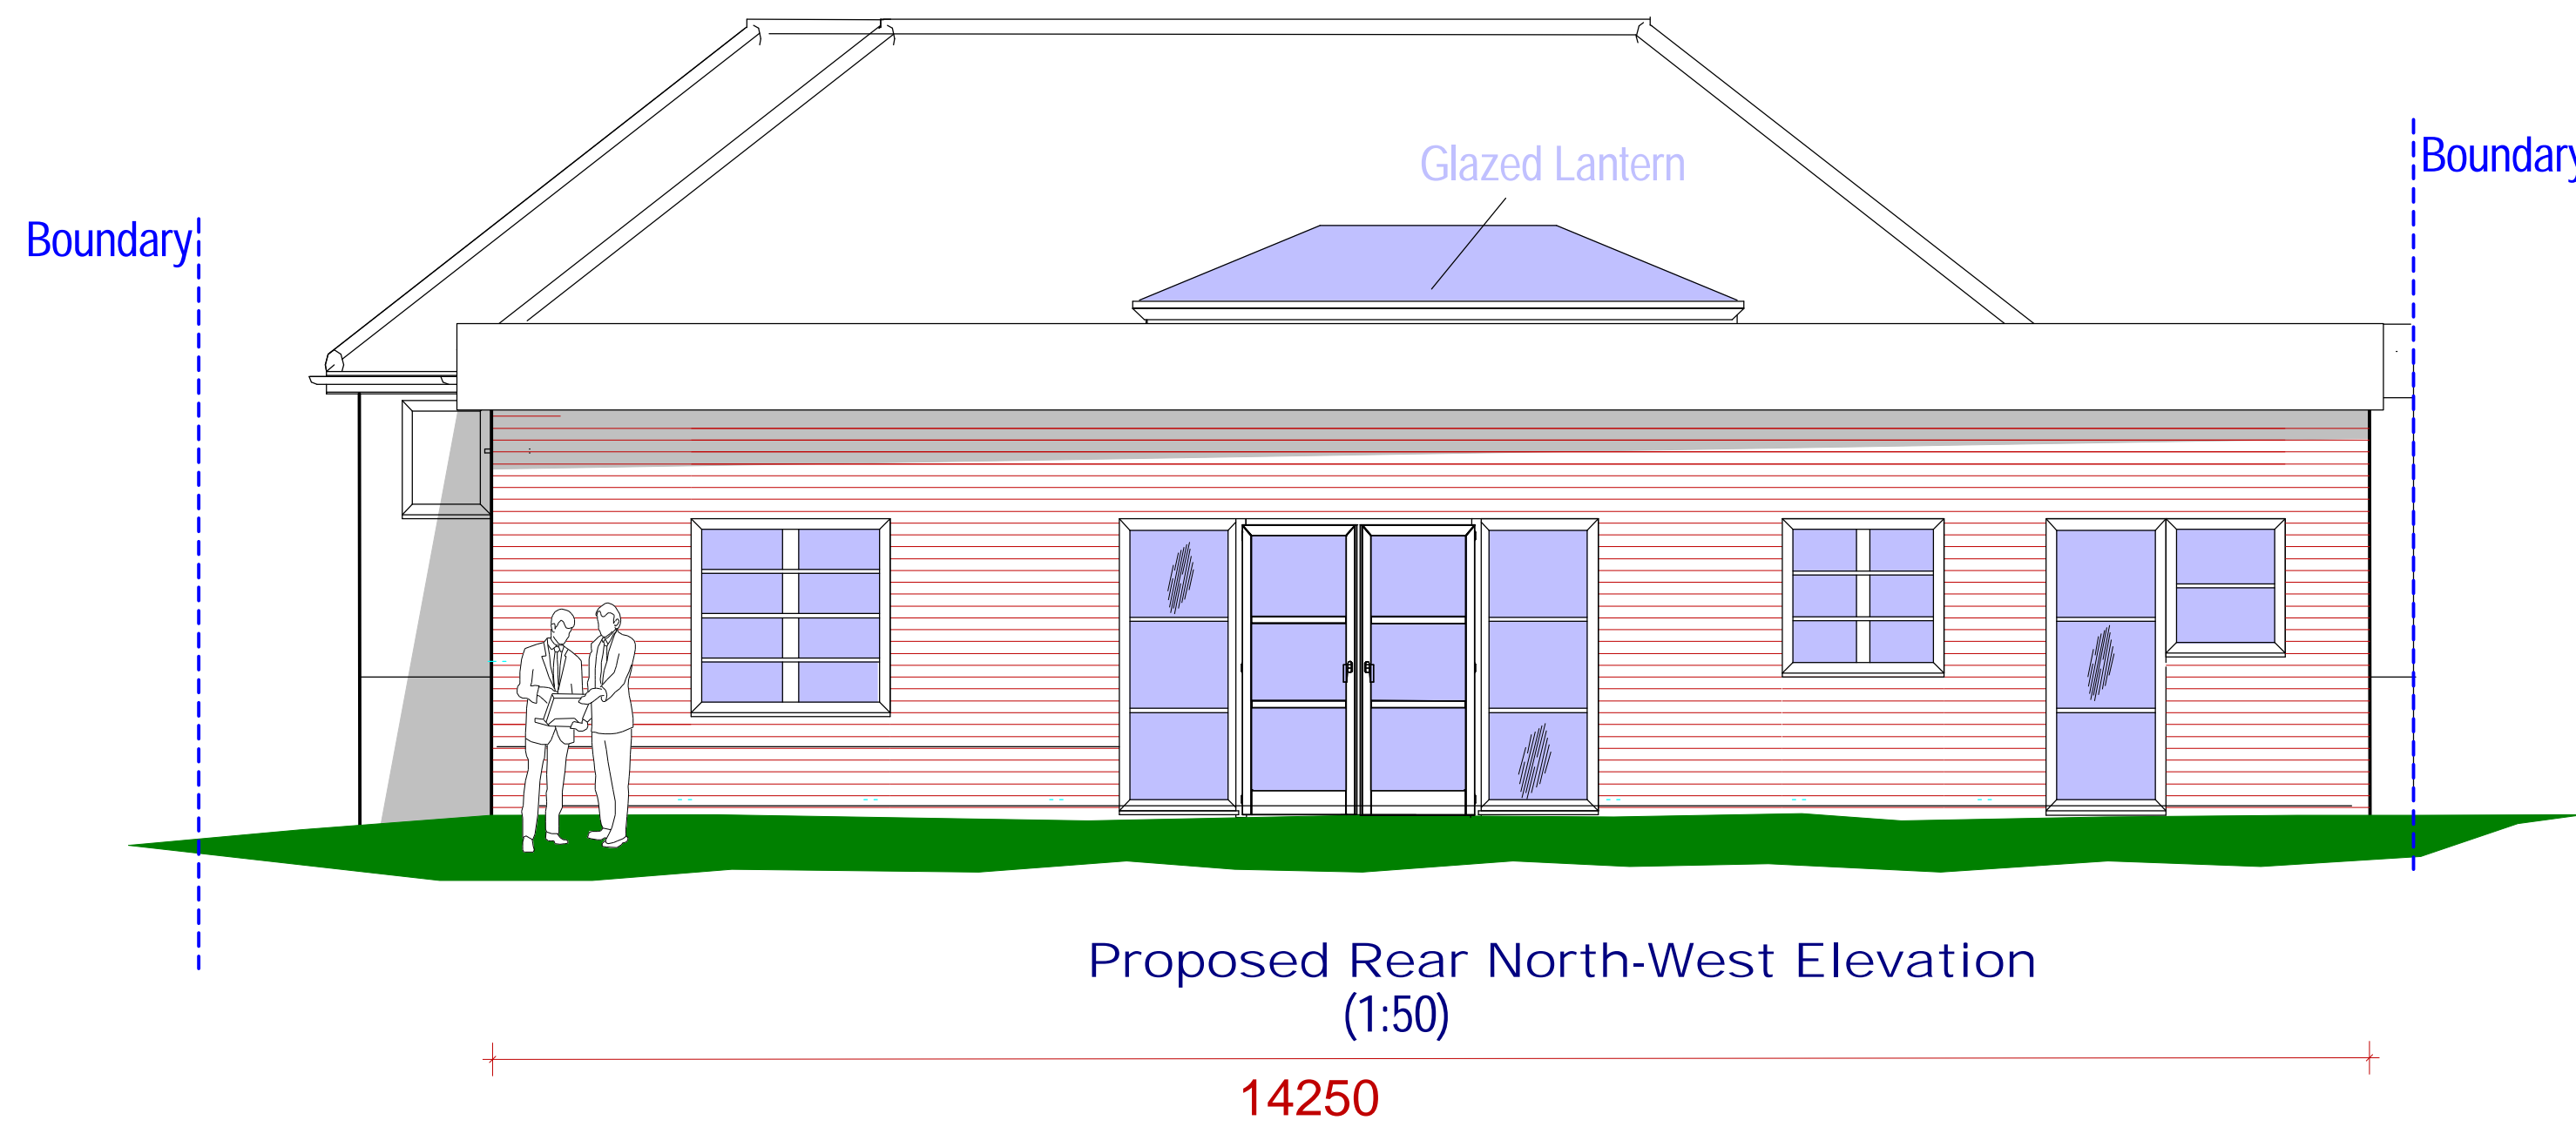 Glazed Lantern
Boundary
Boundary
Proposed Rear North-West Elevation
(1:50)
14250